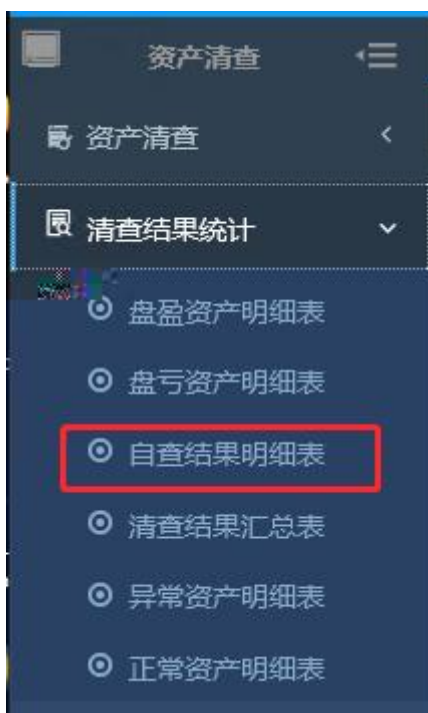 资产清查
资产清查
清查结果统计
盘盈资产明细表
盘亏资产明细表
自查结果明细表
清查结果汇总表
异常资产明细表
正常资产明细表